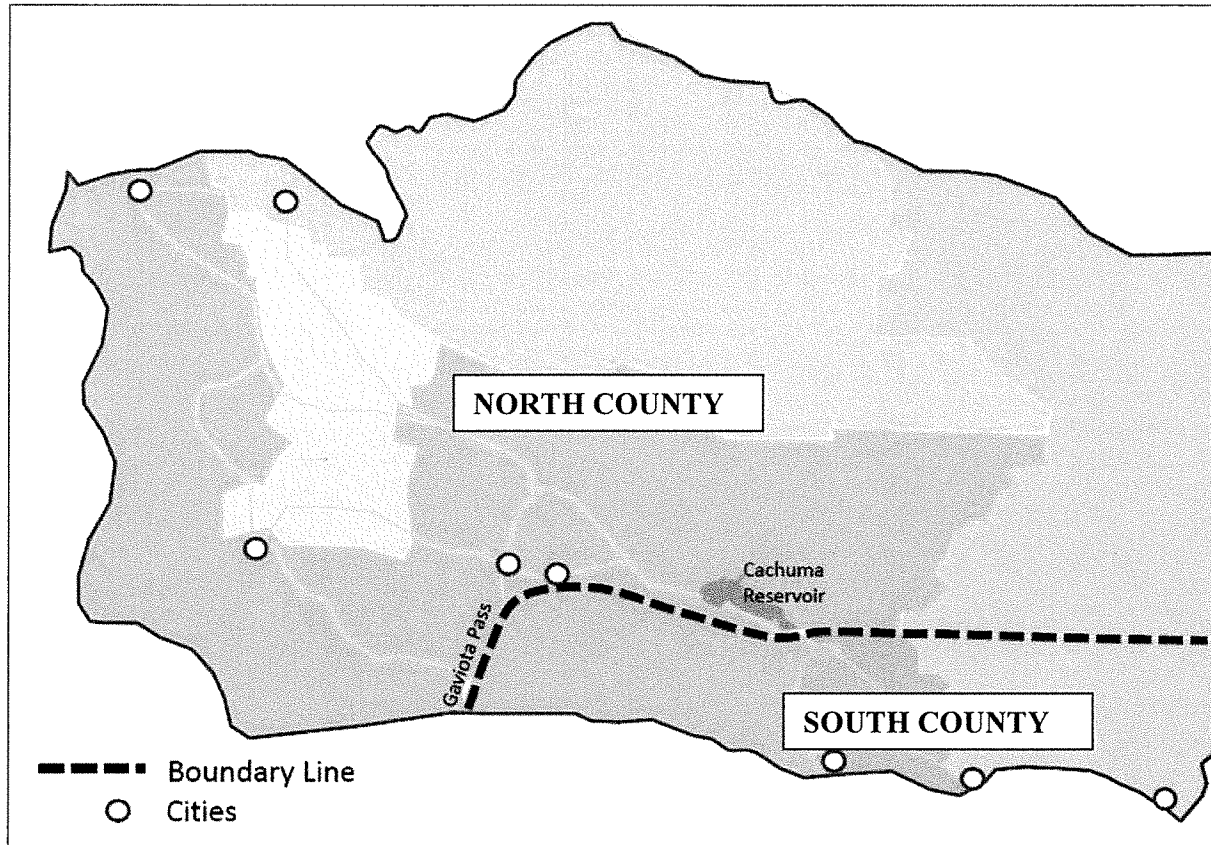 NORTH COUNTY
Cachuma
Reservoir
Gaviota Pass
SOUTH COUNTY
Boundary Line
Cities